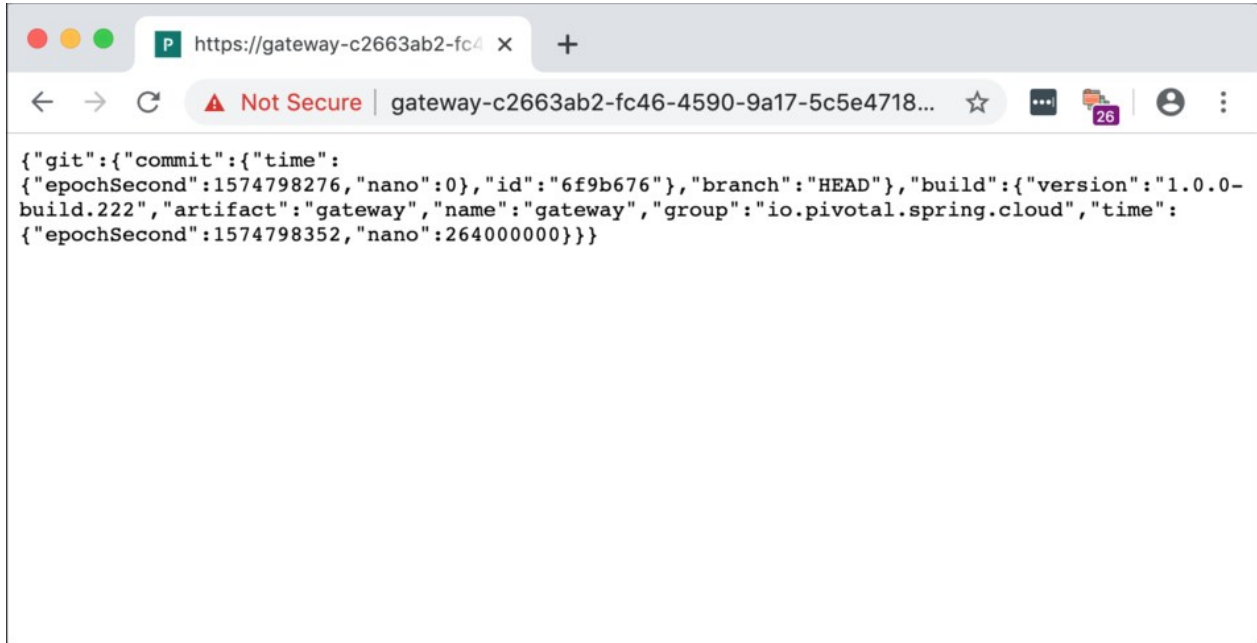 P https://gateway-c2663ab2-fc4
Not Secure gateway-c2663ab2-fc46-4590-9a17-5c5e4718...
26
{"git":{"commit":{"time":
{"epochSecond":1574798276,"nano":0},"id":"6f9b676"},"branch":"HEAD"},"build":{"version":"1.0.0-
build.222","artifact":"gateway","name":"gateway","group":"io.pivotal.spring.cloud","time":
{"epochSecond":1574798352,"nano":264000000}}}